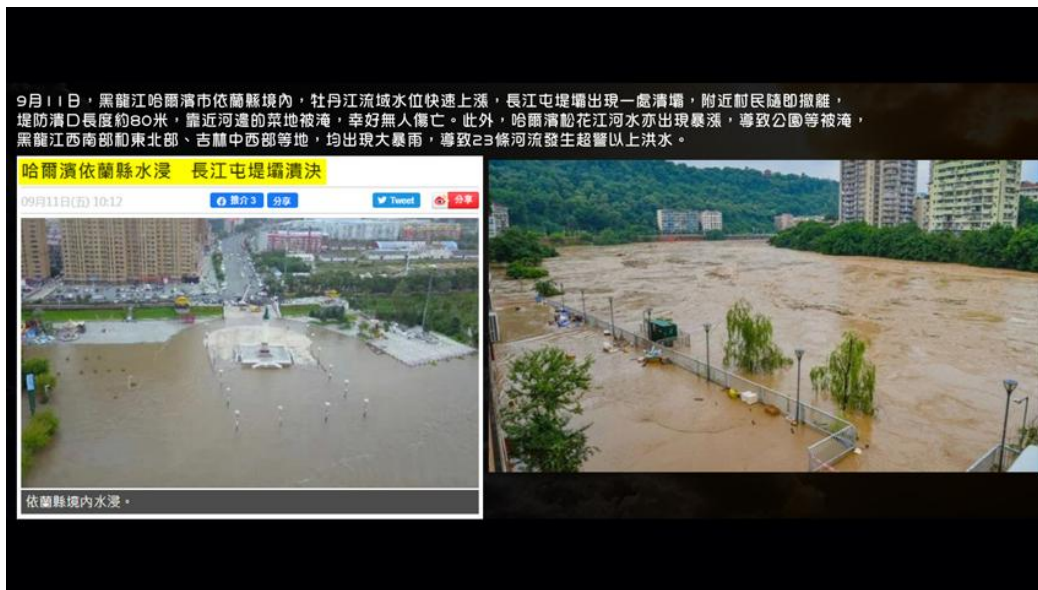 9月11日，黑龍江哈爾濱市依蘭縣境內，牡丹江流域水位快速上漲，長江屯堤壩出現一處潰壩，附近村民隨即撤離，
堤防潰口長度約80米，靠近河邊的菜地被淹，幸好無人傷亡。此外，哈爾濱松花江河水亦出現暴漲，導致公園等被淹，
黑龍江西南部和東北部、吉林中西部等地，均出現大暴雨，導致23條河流發生超警以上洪水。
哈爾濱依蘭縣水浸 長江屯堤壩潰決
09月11日(五) 10:12 推介 3 分享 Tweet 分享
依蘭縣境內水浸。